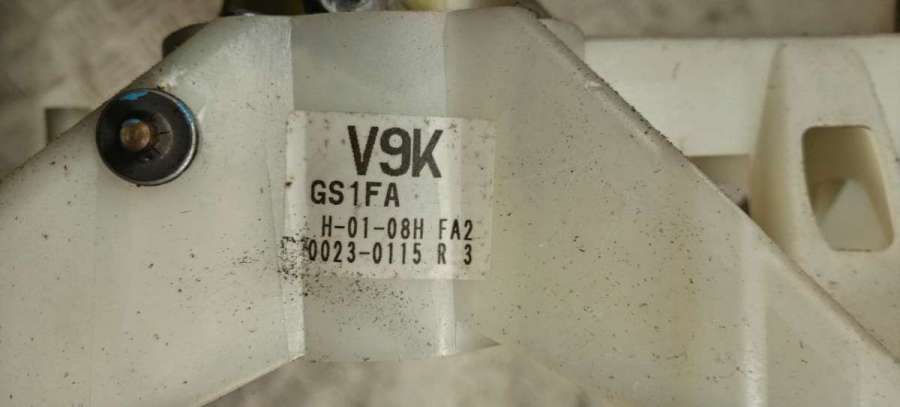 V9K
GS1FA
H-01-08H FA2
0023-0115 R 3